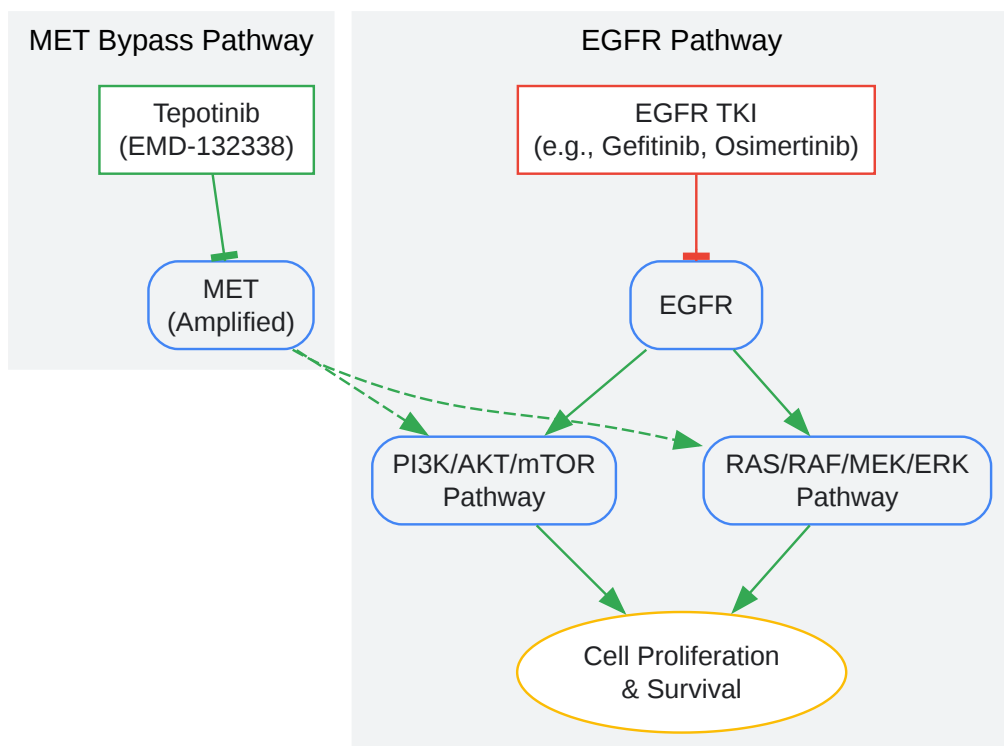 MET Bypass Pathway
Tepotinib
(EMD-132338)
MET
(Amplified)
EGFR Pathway
EGFR TKI
(e.g., Gefitinib, Osimertinib)
EGFR
PI3K/AKT/mTOR
Pathway
RAS/RAF/MEK/ERK
Pathway
Cell Proliferation
& Survival